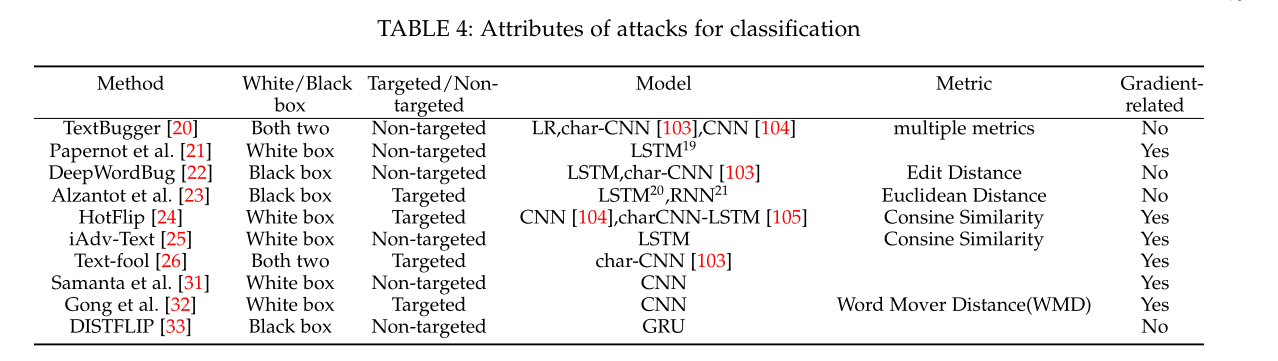 TABLE 4: Attributes of attacks for classification
Method White/Black box Targeted/Non-targeted Model Metric Gradient-related
TextBugger [20] Both two Non-targeted LR,char-CNN [103],CNN [104] multiple metrics No
Papernot et al. [21] White box Non-targeted LSTM19 Yes
DeepWordBug [22] Black box Non-targeted LSTM,char-CNN [103] Edit Distance No
Alzantot et al. [23] Black box Targeted LSTM20,RNN21 Euclidean Distance No
HotFlip [24] White box Targeted CNN [104],charCNN-LSTM [105] Consine Similarity Yes
iAdv-Text [25] White box Non-targeted LSTM Consine Similarity Yes
Text-fool [26] Both two Targeted char-CNN [103] Yes
Samanta et al. [31] White box Non-targeted CNN Yes
Gong et al. [32] White box Targeted CNN Word Mover Distance(WMD) Yes
DISTFLIP [33] Black box Non-targeted GRU No